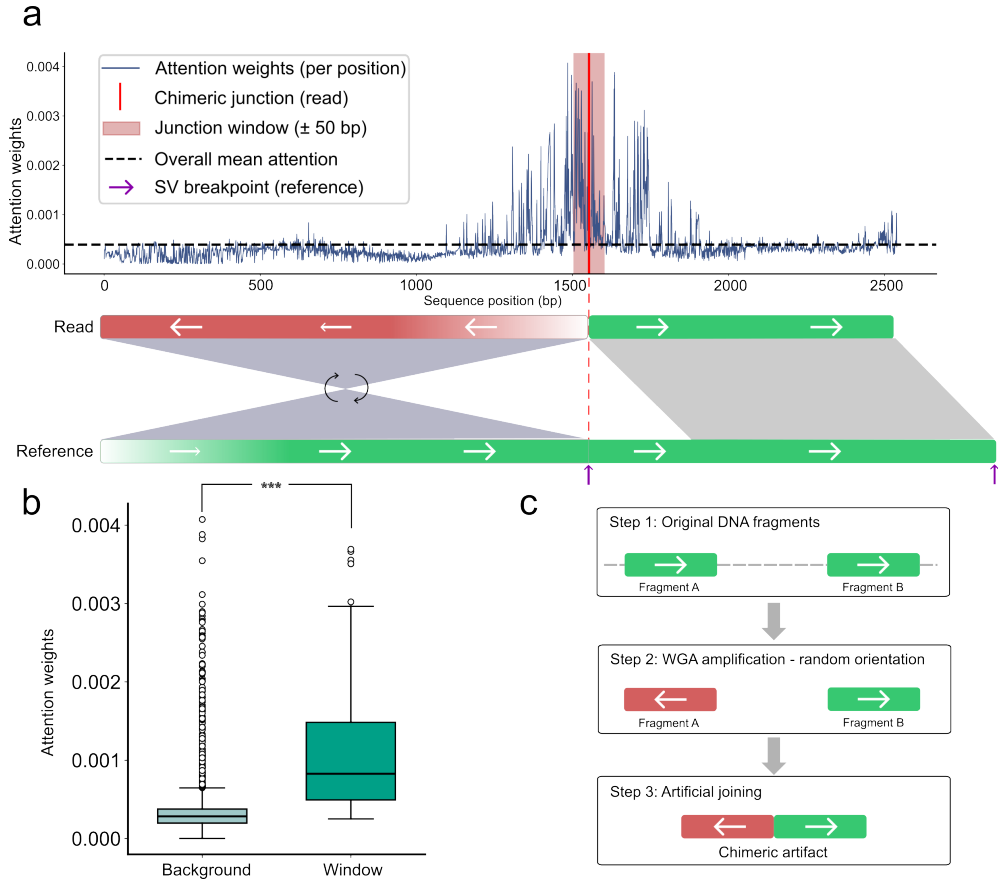 a
Attention weights (per position)
Chimeric junction (read)
Junction window (± 50 bp)
Overall mean attention
SV breakpoint (reference)
Attention weights
0.004
0.003
0.002
0.001
0.000
0
500
1000
1500
2000
2500
Sequence position (bp)
Read
Reference
b
***
Attention weights
0.004
0.003
0.002
0.001
0.000
Background
Window
c
Step 1: Original DNA fragments
Fragment A
Fragment B
Step 2: WGA amplification - random orientation
Fragment A
Fragment B
Step 3: Artificial joining
Chimeric artifact